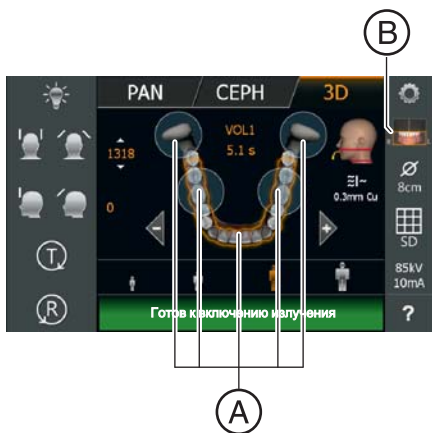 B
PAN CEPH 3D
VOL1
5.1 s
1318
0.3mm Cu
0
8cm
SD
T
85kV
10mA
R
Готов к включению излучения
?
A